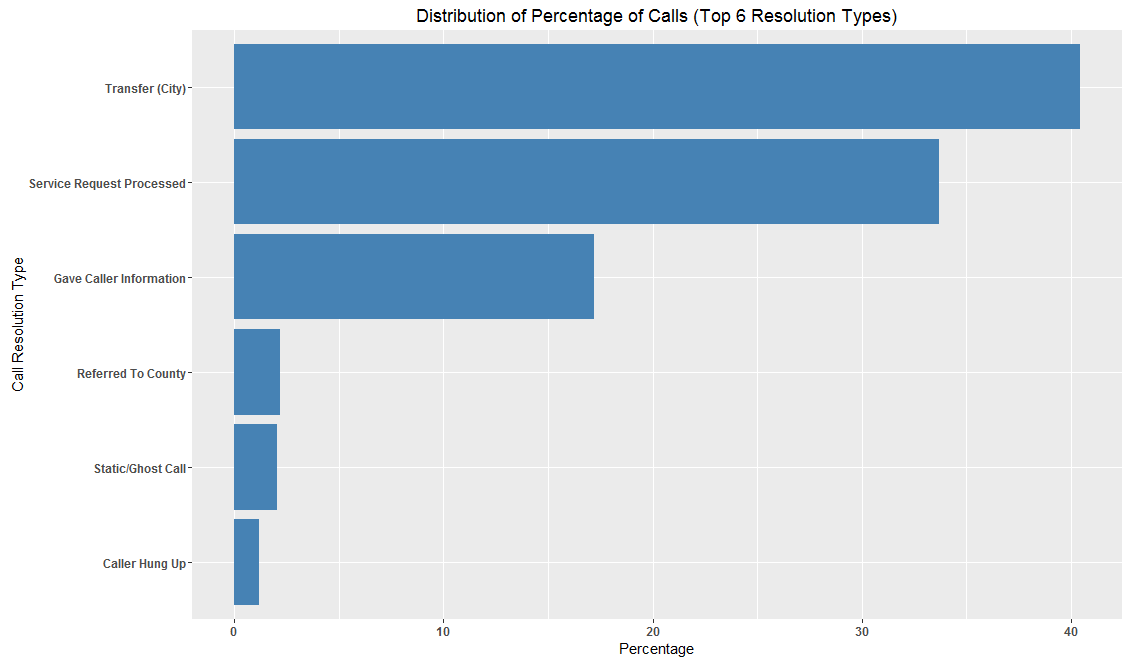 Distribution of Percentage of Calls (Top 6 Resolution Types)
Call Resolution Type
Transfer (City)
Service Request Processed
Gave Caller Information
Referred To County
Static/Ghost Call
Caller Hung Up
0 10 20 30 40
Percentage